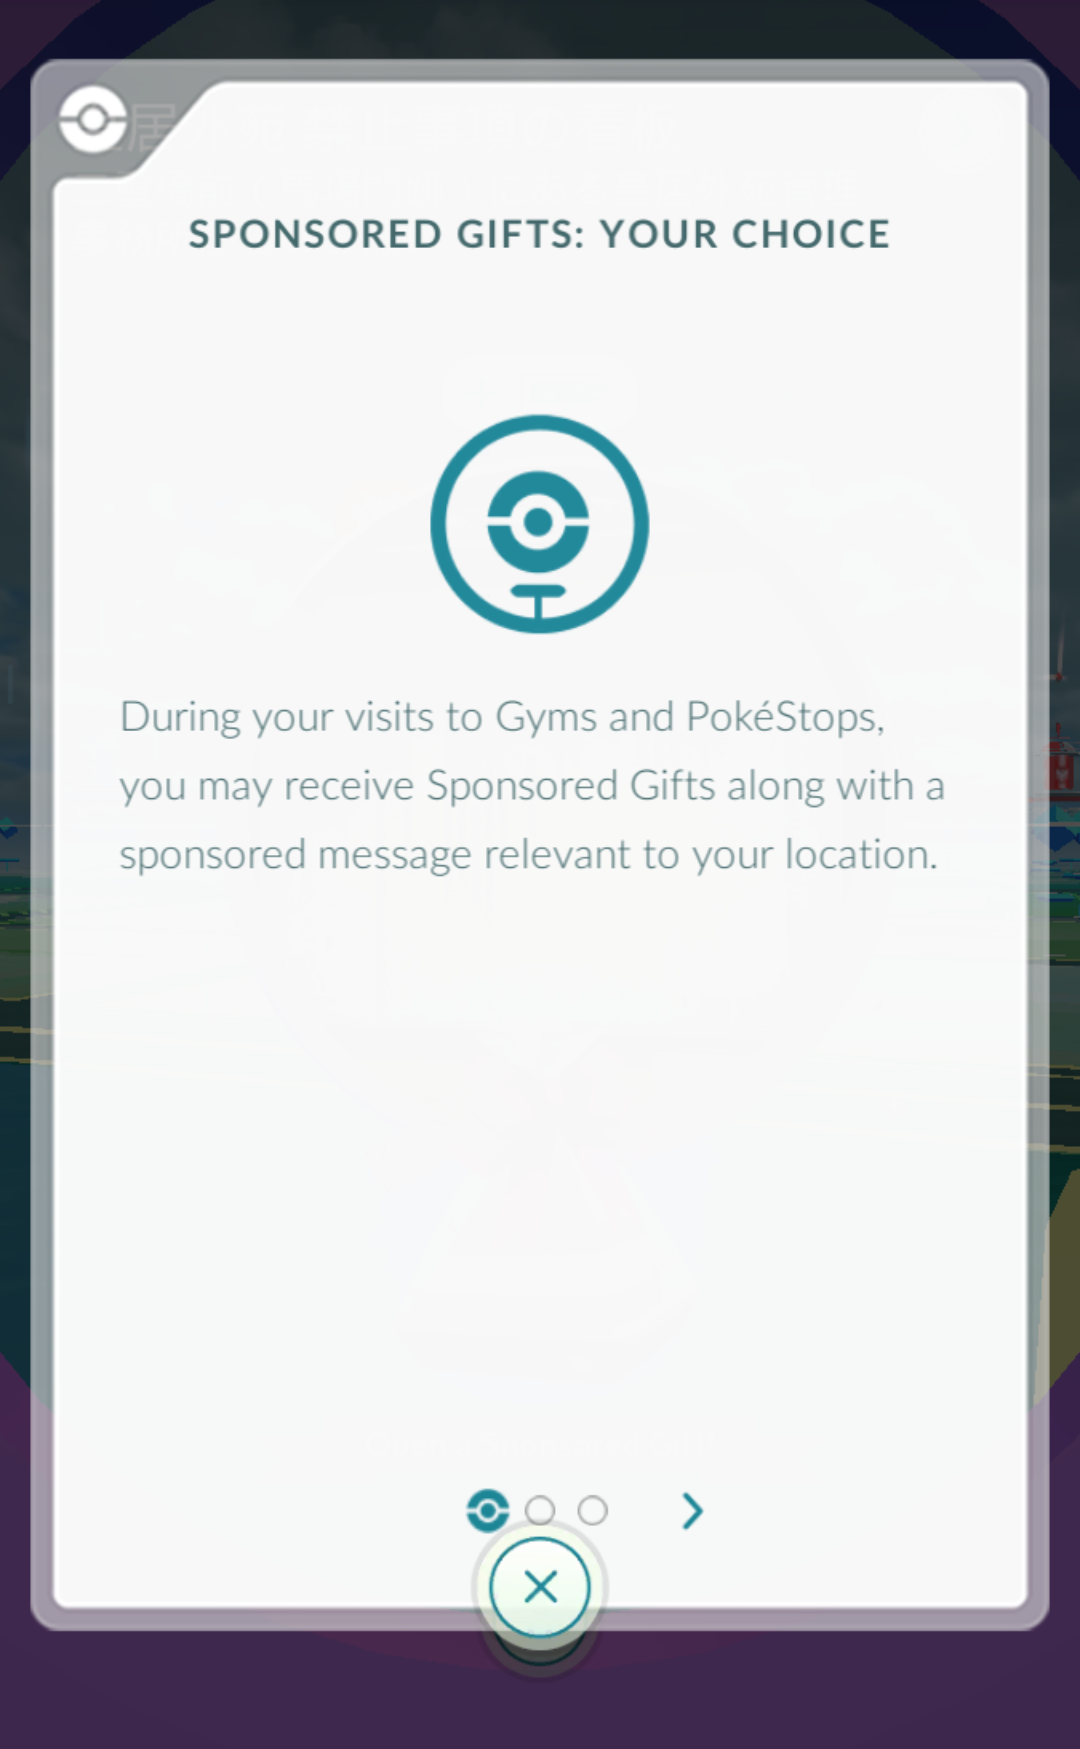 SPONSORED GIFTS: YOUR CHOICE
During your visits to Gyms and PokéStops,
you may receive Sponsored Gifts along with a
sponsored message relevant to your location.